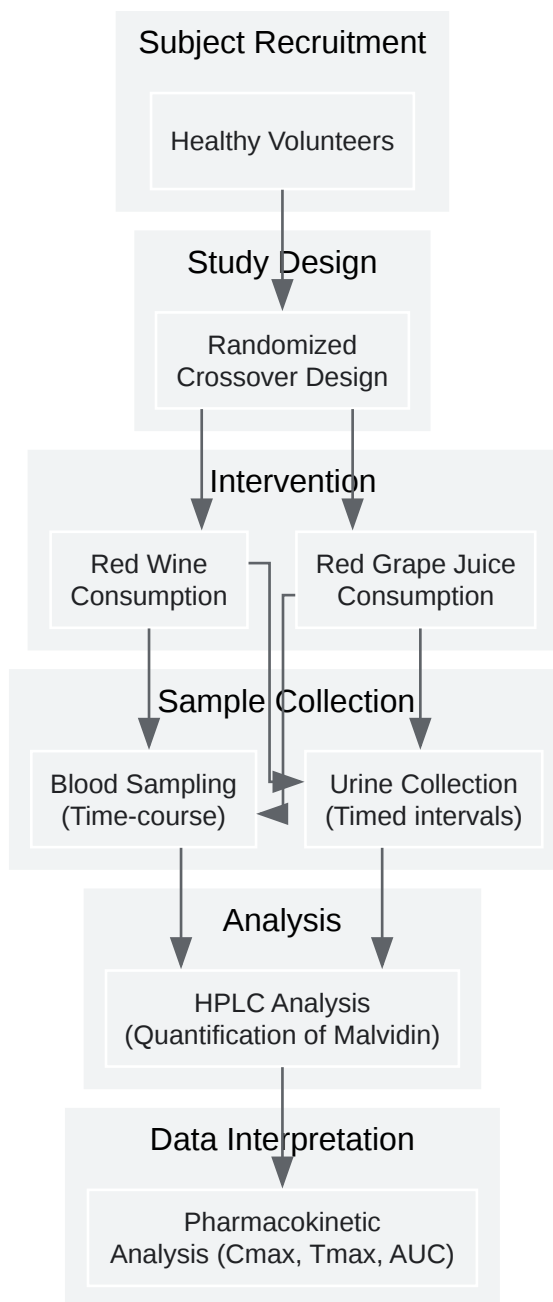 Subject Recruitment
Healthy Volunteers
Study Design
Randomized
Crossover Design
Intervention
Red Wine
Consumption
Red Grape Juice
Consumption
Sample Collection
Blood Sampling
(Time-course)
Urine Collection
(Timed intervals)
Analysis
HPLC Analysis
(Quantification of Malvidin)
Data Interpretation
Pharmacokinetic
Analysis (Cmax, Tmax, AUC)